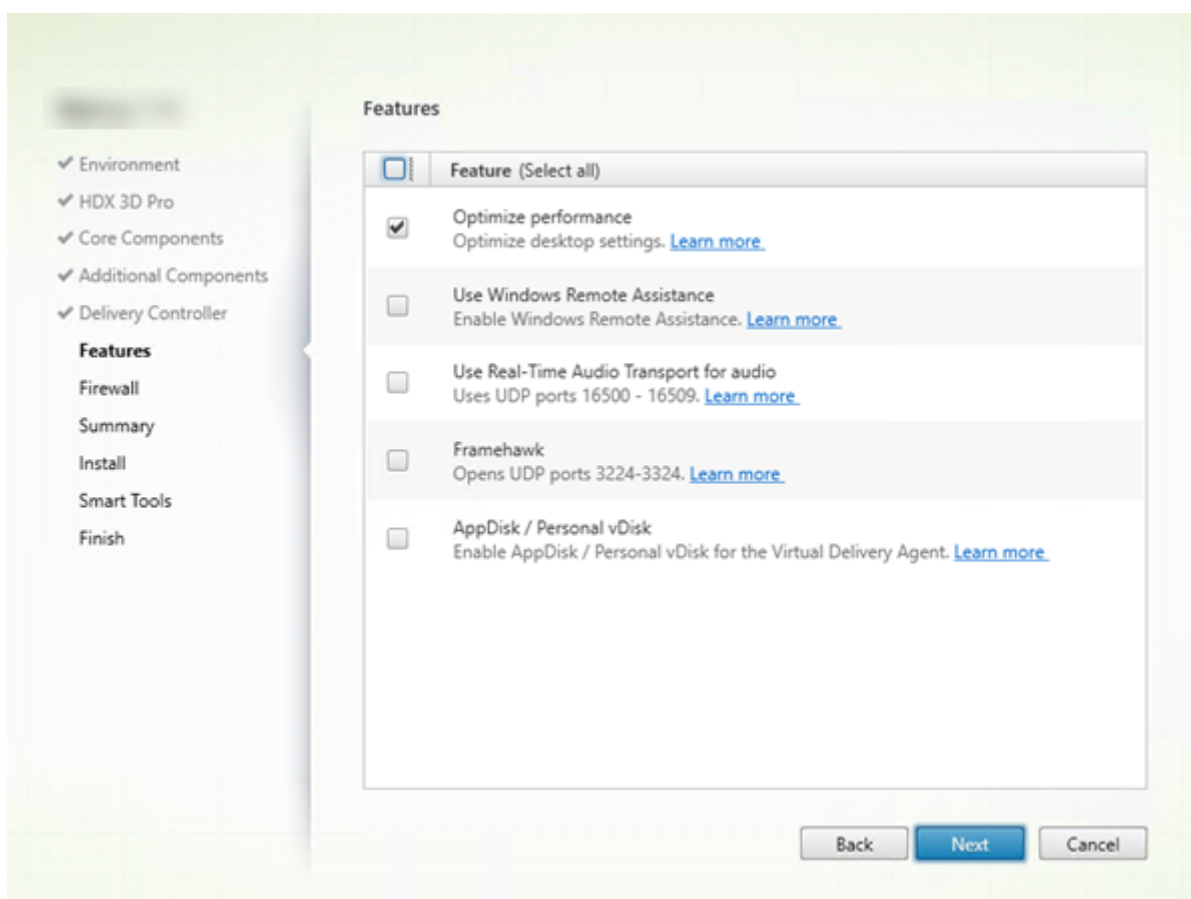 Environment
HDX 3D Pro
Core Components
Additional Components
Delivery Controller
Features
Firewall
Summary
Install
Smart Tools
Finish
Features
Feature (Select all)
Optimize performance
Optimize desktop settings. Learn more
Use Windows Remote Assistance
Enable Windows Remote Assistance. Learn more
Use Real-Time Audio Transport for audio
Uses UDP ports 16500 - 16509. Learn more
Framehawk
Opens UDP ports 3224-3324. Learn more
AppDisk / Personal vDisk
Enable AppDisk / Personal vDisk for the Virtual Delivery Agent. Learn more
Back
Next
Cancel